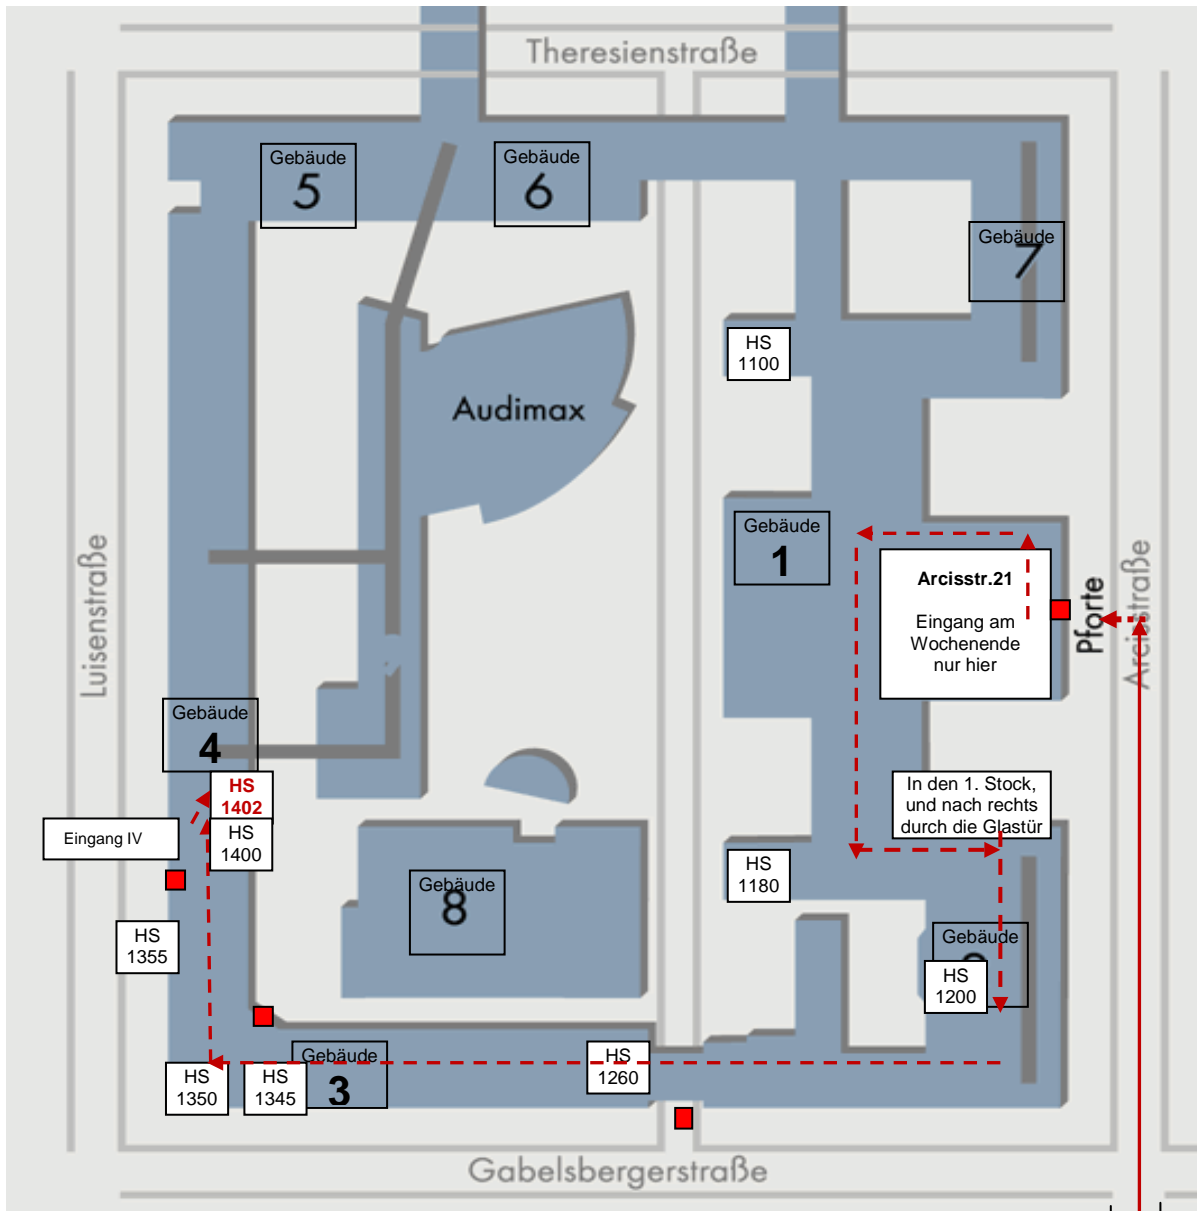 Theresienstraße
Gebäude
5
Gebäude
6
Gebäude
7
HS
1100
Audimax
Gebäude
1
Arcisstr.21
Eingang am
Wochenende
nur hier
Pforte
Arcisstraße
Luisenstraße
Gebäude
4
HS
1402
HS
1400
Eingang IV
In den 1. Stock,
und nach rechts
durch die Glastür
HS
1180
Gebäude
8
HS
1355
Gebäude
HS
1200
Gebäude
3
HS
1260
HS
1350
HS
1345
Gabelsbergerstraße